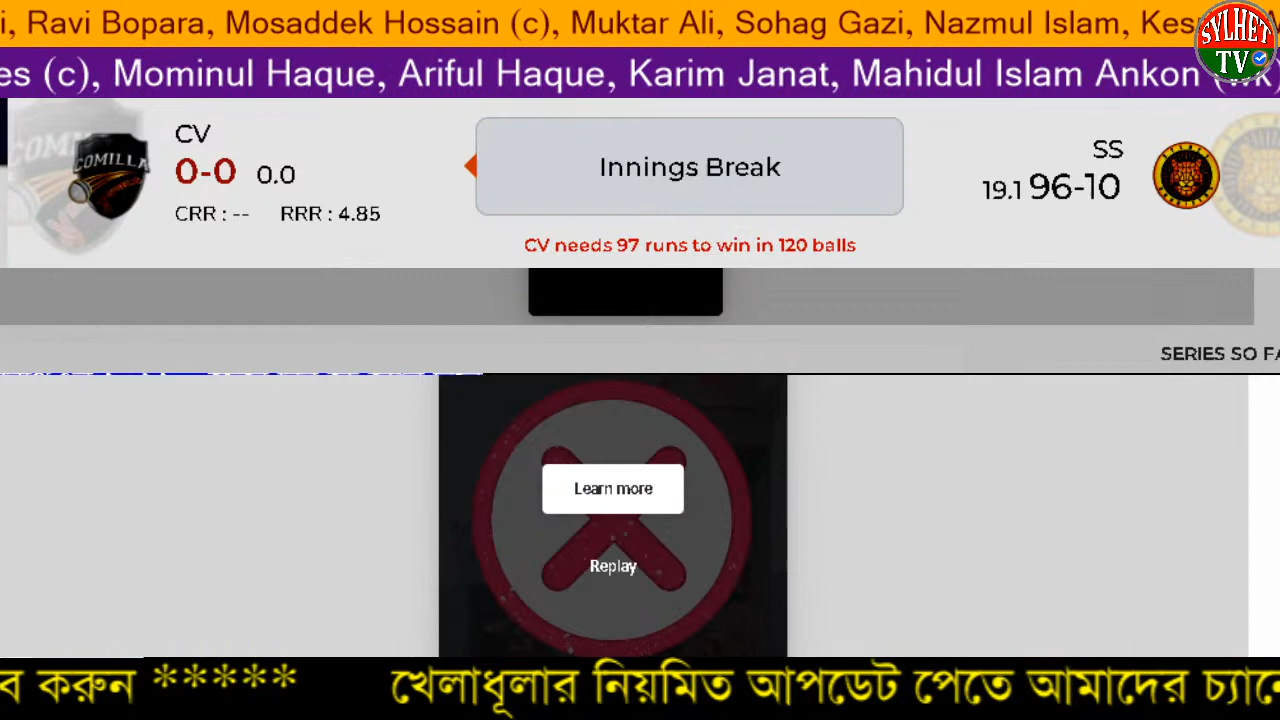 i, Ravi Bopara, Mosaddek Hossain (c), Muktar Ali, Sohag Gazi, Nazmul Islam,
SYLHET
TV
es (c), Mominul Haque, Ariful Haque, Karim Janat, Mahidul Islam Ankon (wk)
CV
0-0 0.0
CRR : -- RRR : 4.85
COMILLA
Innings Break
CV needs 97 runs to win in 120 balls
SS
19.1 96-10
SERIES SO FA
Learn more
Replay
ব করুন ***** খেলাধূলার নিয়মিত আপডেট পেতে আমাদের চ্যানে